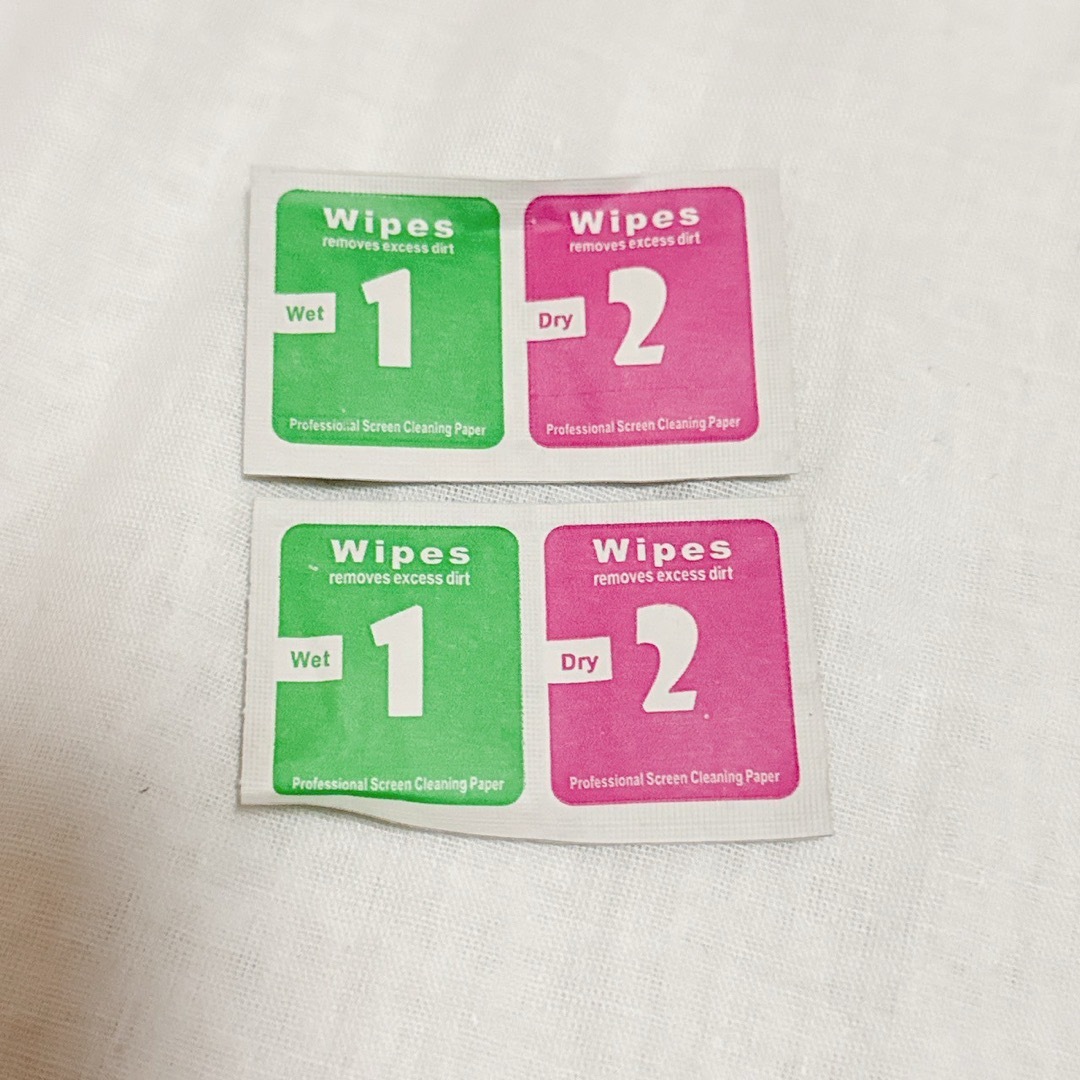 Wipes
removes excess dirt
Wet
1
Professional Screen Cleaning Paper
Wipes
removes excess dirt
Dry
2
Professional Screen Cleaning Paper
Wipes
removes excess dirt
Wet
1
Professional Screen Cleaning Paper
Wipes
removes excess dirt
Dry
2
Professional Screen Cleaning Paper